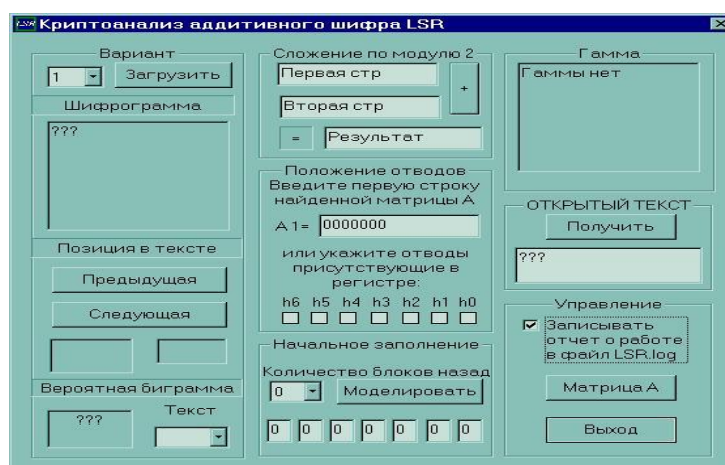 LSR Криптоанализ аддитивного шифра LSR
Вариант
1
Загрузить
Шифрограмма
???
Позиция в тексте
Предыдущая
Следующая
Вероятная биграмма
???
Текст
Сложение по модулю 2
Первая стр
+
Вторая стр
=
Результат
Положение отводов
Введите первую строку
найденной матрицы А
А1=
0000000
или укажите отводы
присутствующие в
регистре:
h6 h5 h4 h3 h2 h1 h0
Начальное заполнение
Количество блоков назад
0
Моделировать
0 0 0 0 0 0 0
Гамма
Гаммы нет
ОТКРЫТЫЙ ТЕКСТ
Получить
???
Управление
Записывать
отчет о работе
в файл LSR.log
Матрица А
Выход